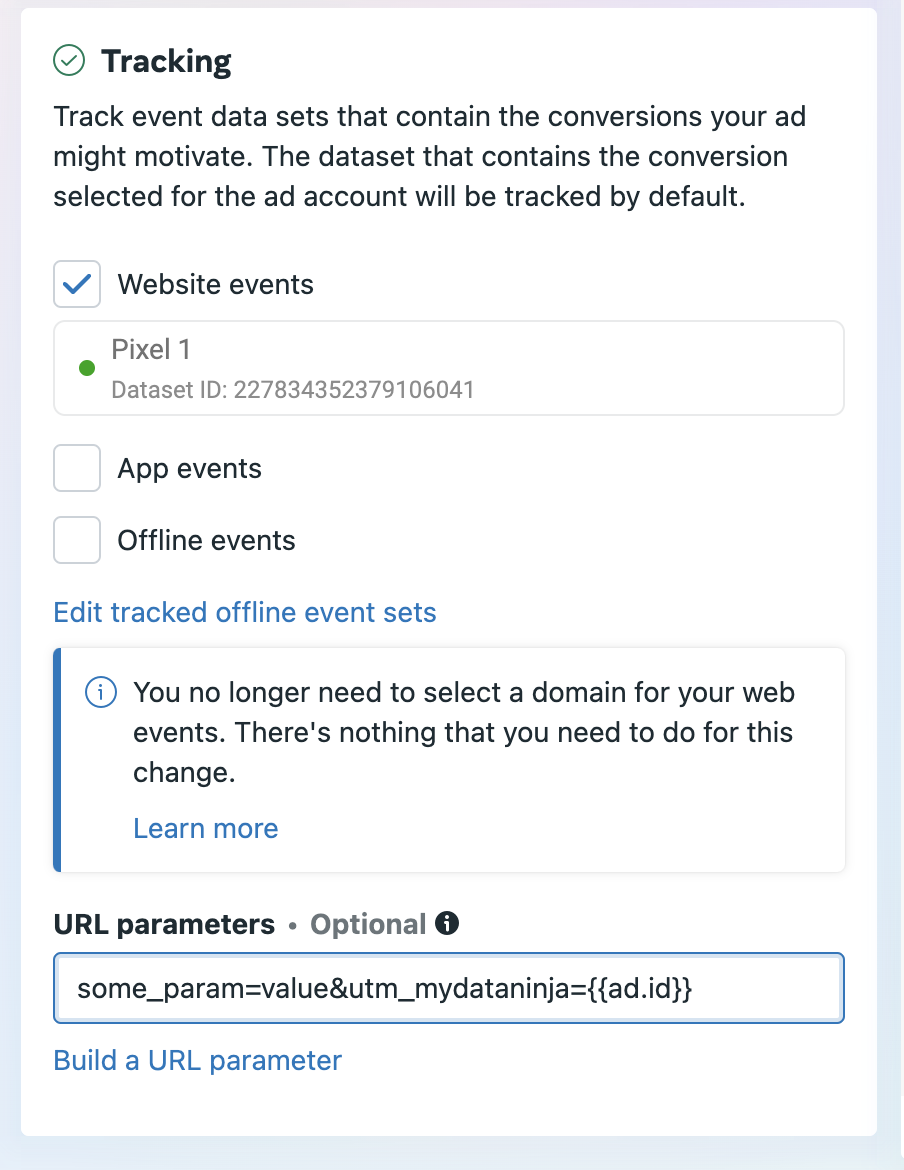 Tracking
Track event data sets that contain the conversions your ad
might motivate. The dataset that contains the conversion
selected for the ad account will be tracked by default.
Website events
Pixel 1
Dataset ID: 227834352379106041
App events
Offline events
Edit tracked offline event sets
You no longer need to select a domain for your web
events. There's nothing that you need to do for this
change.
Learn more
URL parameters • Optional
some_param=value&utm_mydataninja={{ad.id}}
Build a URL parameter